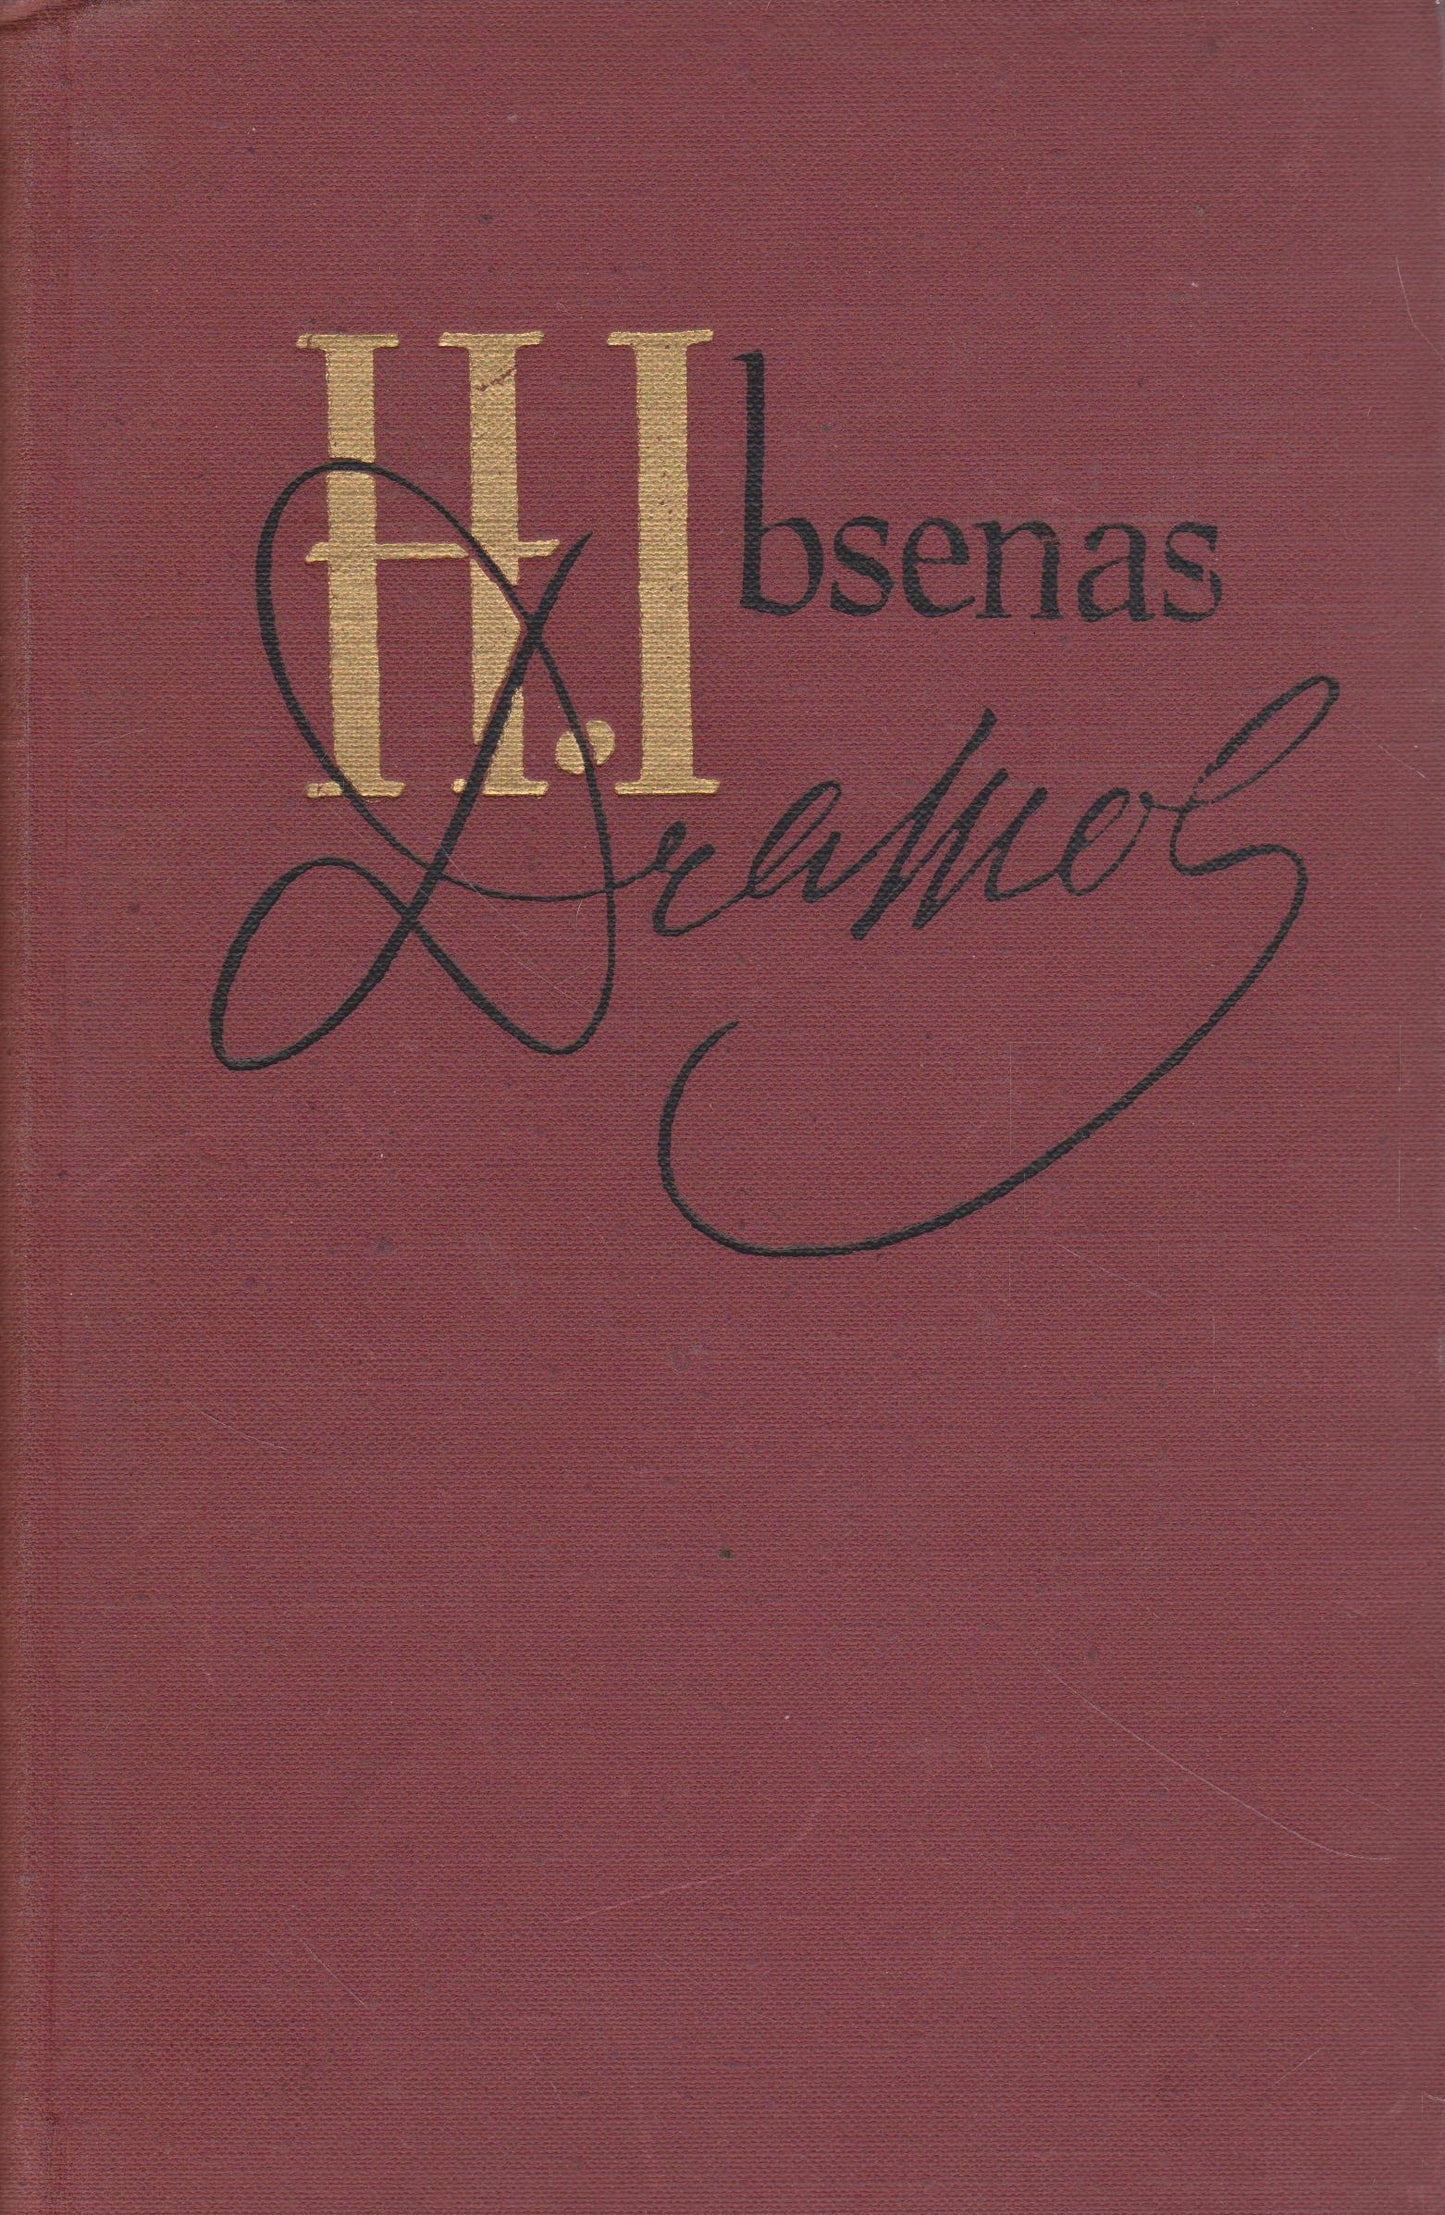 H. Ibsenas
Dramos